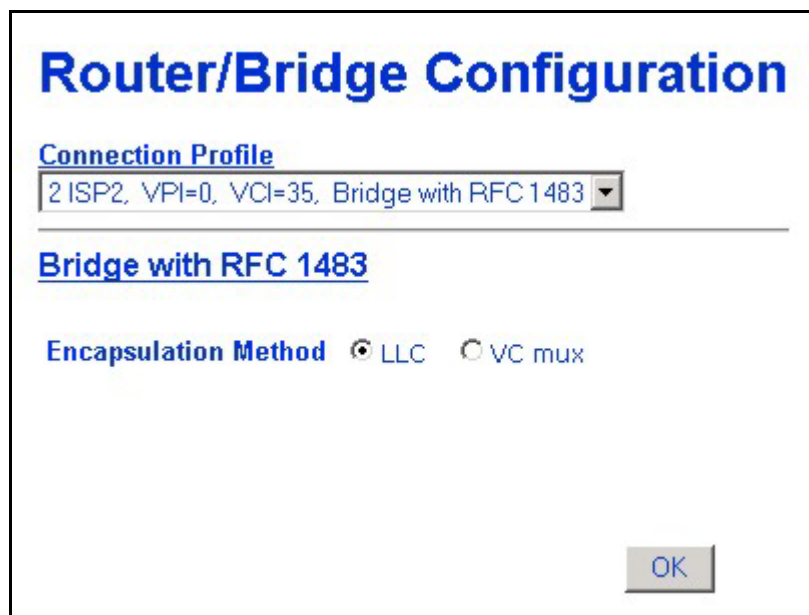 Router/Bridge Configuration
Connection Profile
2 ISP2, VPI=0, VCI=35, Bridge with RFC 1483
Bridge with RFC 1483
Encapsulation Method LLC VC mux
OK